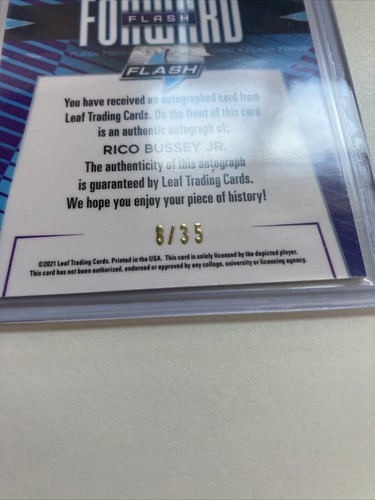 FORWARD
FLASH
FLASH
You have received an autographed card from
Leaf Trading Cards. On the front of this card
is an authentic autograph of:
RICO BUSSEY JR.
The authenticity of this autograph
is guaranteed by Leaf Trading Cards.
We hope you enjoy your piece of history!
8/35
©2021 Leaf Trading Cards. Printed in the USA. This card is solely licensed by the depicted player.
This card has not been authorized, endorsed or approved by any college, university or licensing agency.